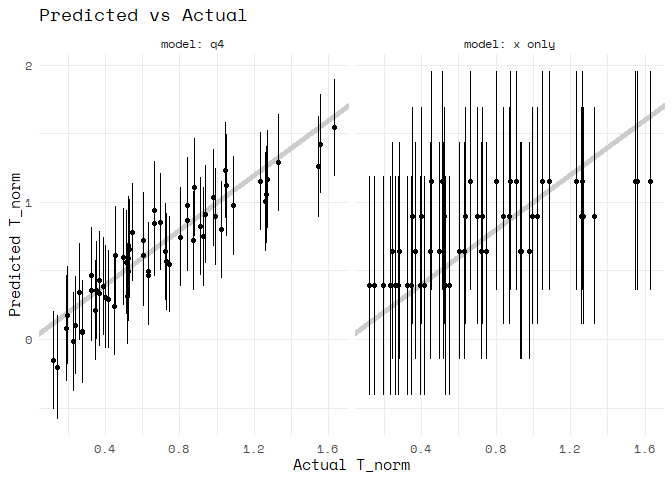 Predicted vs Actual
model: q4
model: x only
2
1
0
Predicted T_norm
0.4
0.8
1.2
1.6
0.4
0.8
1.2
1.6
Actual T_norm